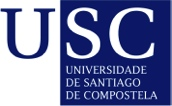 USC
UNIVERSIDADE
DE SANTIAGO
DE COMPOSTELA